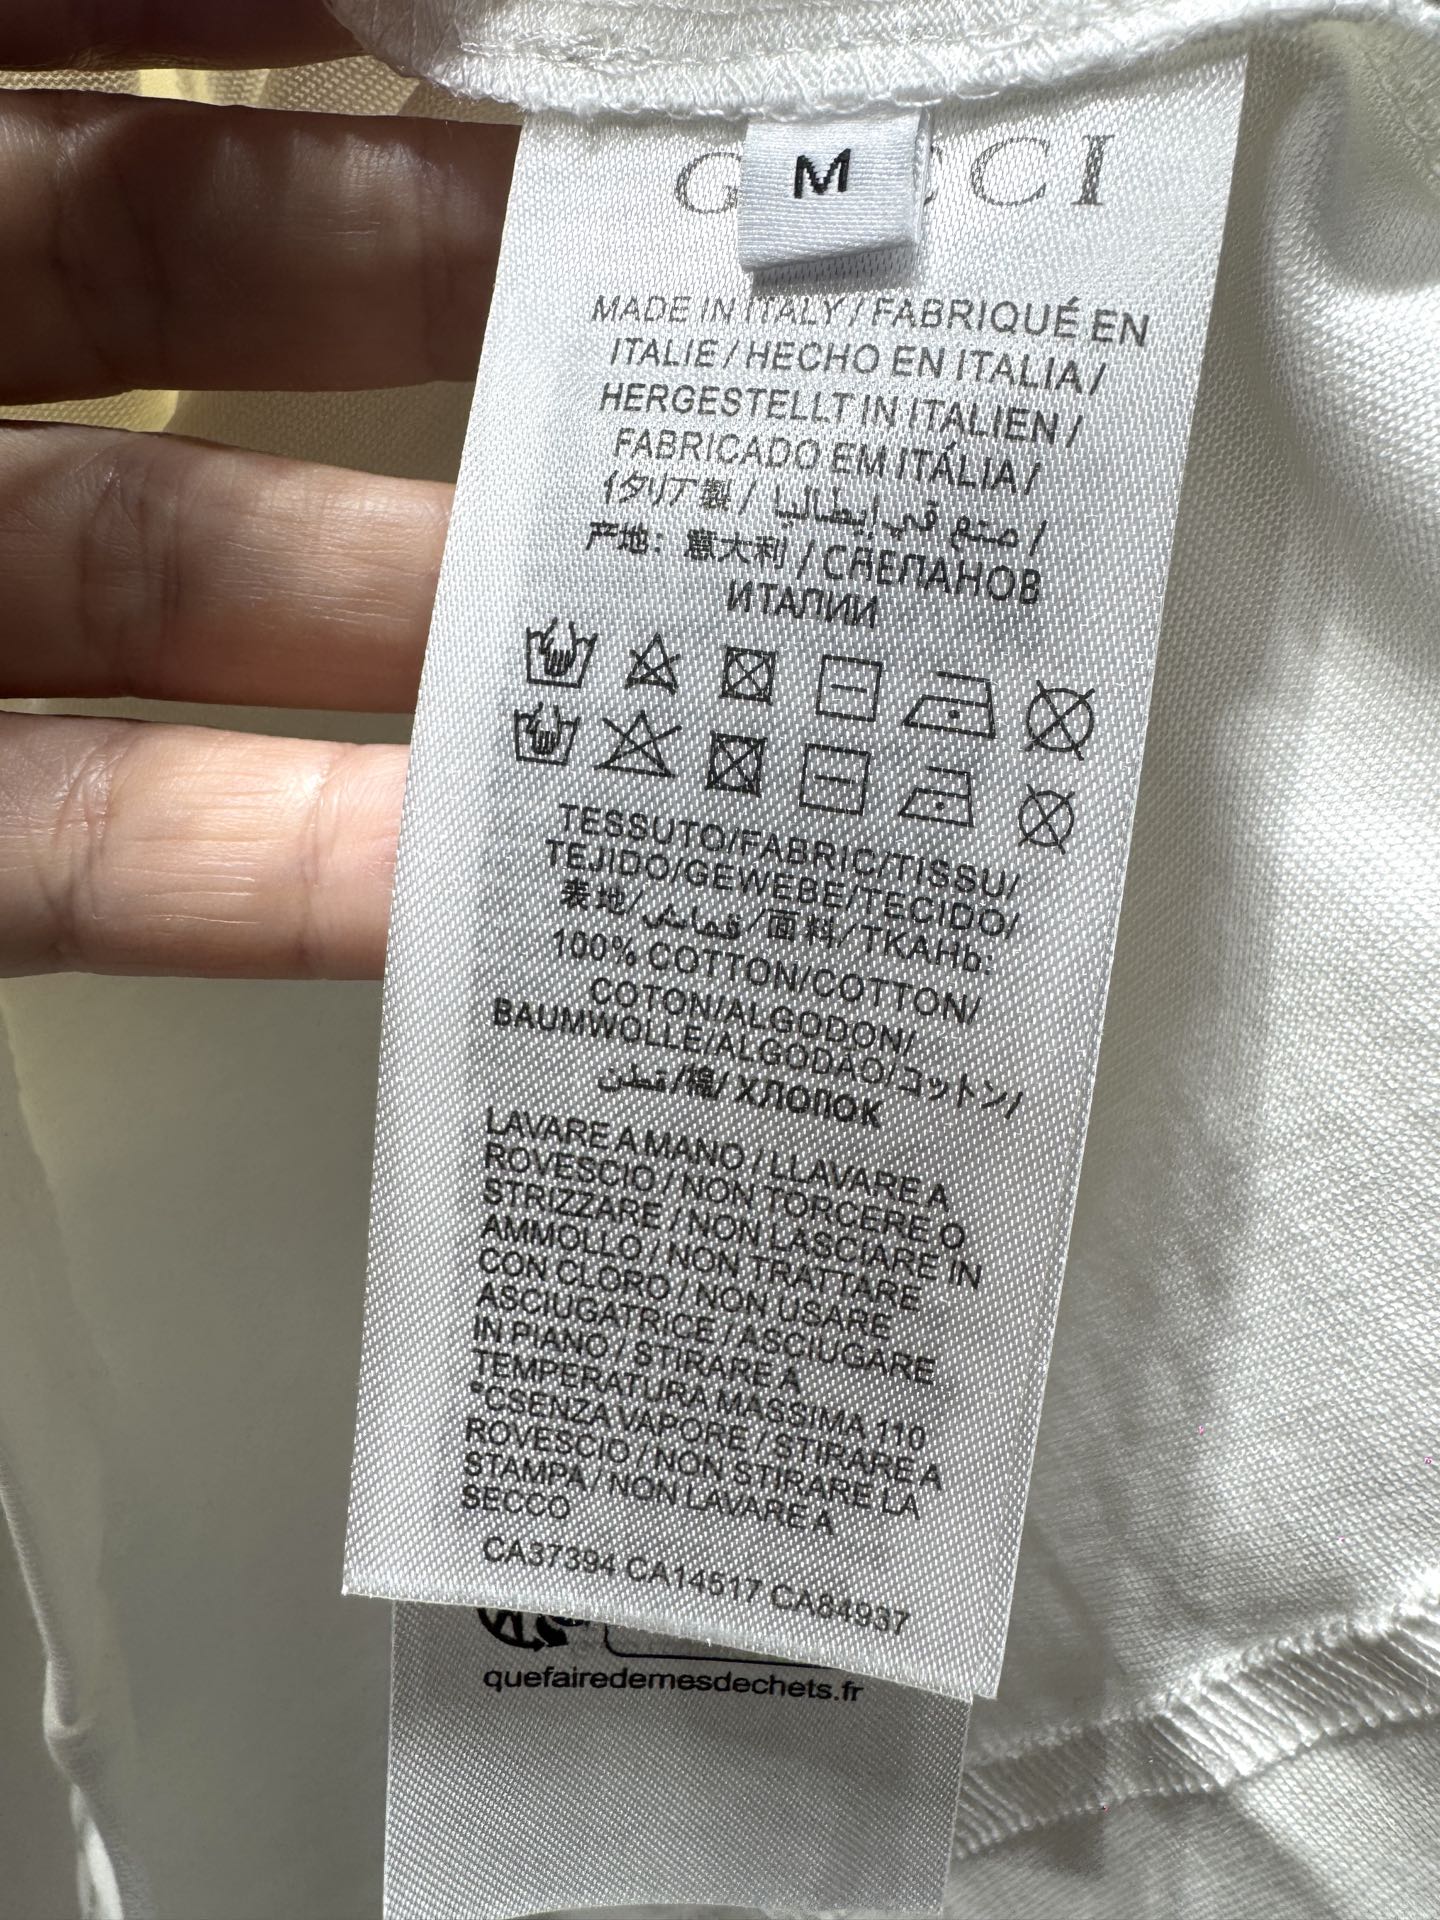 GUCCI
M
MADE IN ITALY / FABRIQUÉ EN
ITALIE / HECHO EN ITALIA /
HERGESTELLT IN ITALIEN /
FABRICADO EM ITÁLIA /
イタリア製 / صنع في إيطاليا /
产地：意大利 / CДЕЛАНОВ
ИТАЛИИ
TESSUTO/FABRIC/TISSU/
TEJIDO/GEWEBE/TECIDO/
表地/قماش/面料/ТКАНЬ:
100% COTTON/COTTON/
COTON/ALGODON/
BAUMWOLLE/ALGODÃO/コットン/
قطن/棉/ХЛОПОК
LAVARE A MANO / LLAVARE A
ROVESCIO / NON TORCERE O
STRIZZARE / NON LASCIARE IN
AMMOLLO / NON TRATTARE
CON CLORO / NON USARE
ASCIUGATRICE / ASCIUGARE
IN PIANO / STIRARE A
TEMPERATURA MASSIMA 110
°CSENZA VAPORE / STIRARE A
ROVESCIO / NON STIRARE LA
STAMPA / NON LAVARE A
SECCO
CA37394 CA14517 CA84937
quefairedemesdechets.fr